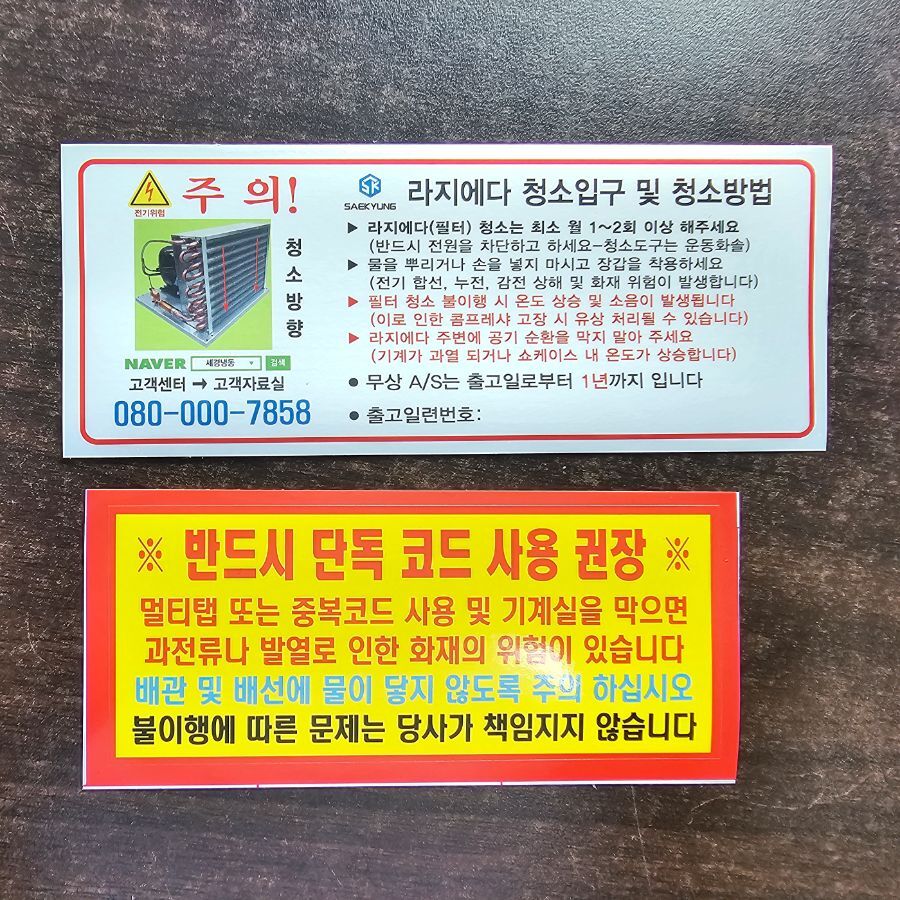 전기위험
주 의!
청소방향
NAVER 세경냉동 ▼ 검색
고객센터 → 고객자료실
080-000-7858
SK
SAEKYUNG
라지에다 청소입구 및 청소방법
▶ 라지에다(필터) 청소는 최소 월 1~2회 이상 해주세요
(반드시 전원을 차단하고 하세요-청소도구는 운동화솔)
▶ 물을 뿌리거나 손을 넣지 마시고 장갑을 착용하세요
(전기 합선, 누전, 감전 상해 및 화재 위험이 발생합니다)
▶ 필터 청소 불이행 시 온도 상승 및 소음이 발생됩니다
(이로 인한 콤프레샤 고장 시 유상 처리될 수 있습니다)
▶ 라지에다 주변에 공기 순환을 막지 말아 주세요
(기계가 과열 되거나 쇼케이스 내 온도가 상승합니다)
● 무상 A/S는 출고일로부터 1년까지 입니다
● 출고일련번호:
※ 반드시 단독 코드 사용 권장 ※
멀티탭 또는 중복코드 사용 및 기계실을 막으면
과전류나 발열로 인한 화재의 위험이 있습니다
배관 및 배선에 물이 닿지 않도록 주의 하십시오
불이행에 따른 문제는 당사가 책임지지 않습니다